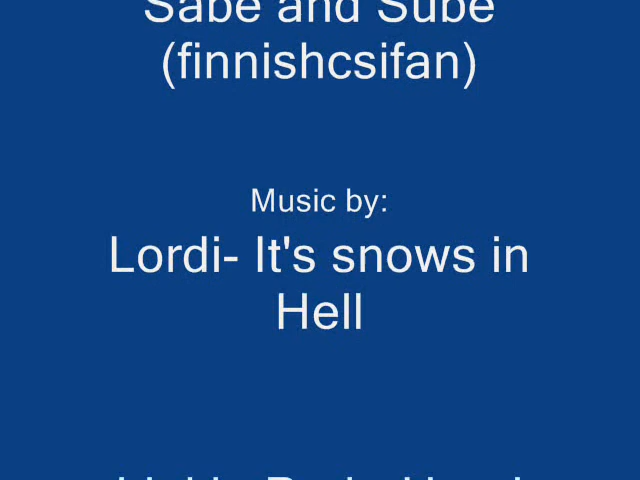 Sabe and Sube
(finnishcsifan)
Music by:
Lordi- It's snows in
Hell